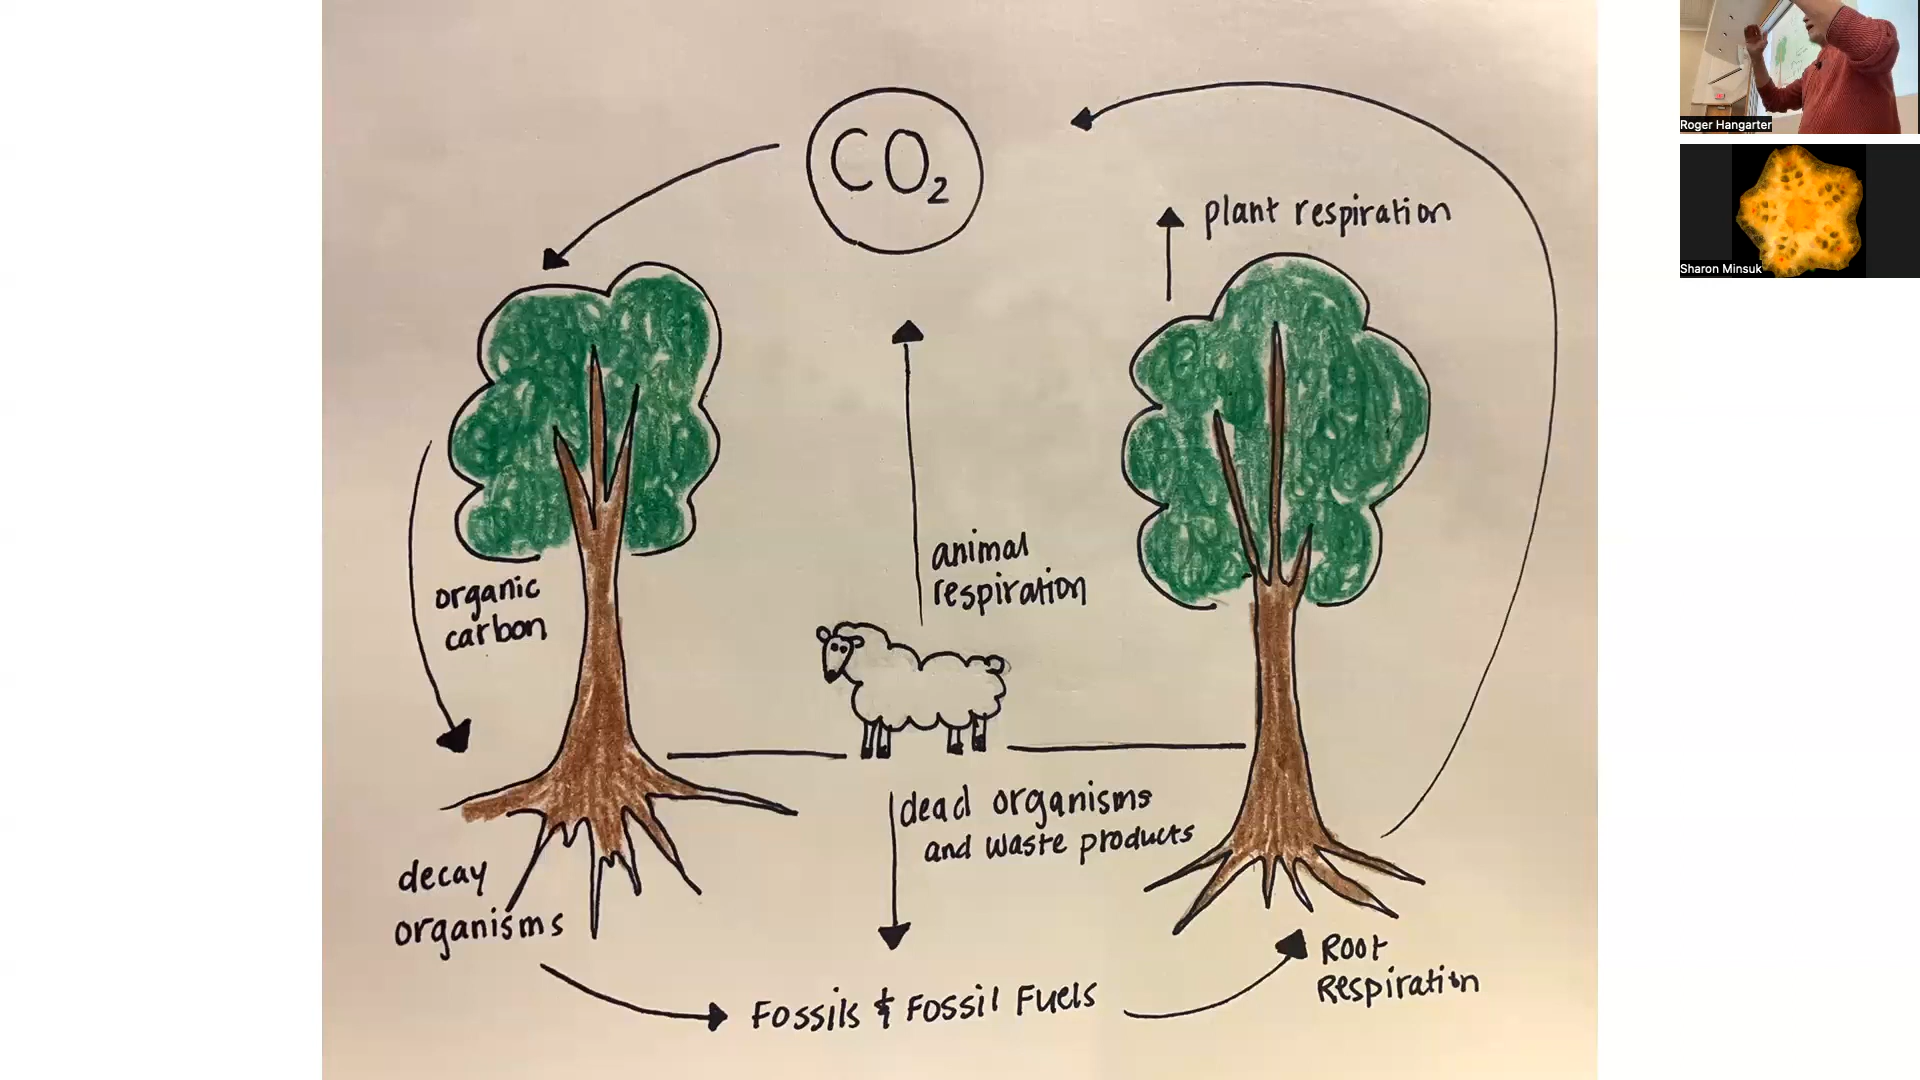 CO2
plant respiration
animal
respiration
organic
carbon
dead organisms
and waste products
decay
organisms
Fossils & Fossil Fuels
Root
Respiration
Roger Hangarter
Sharon Minsuk